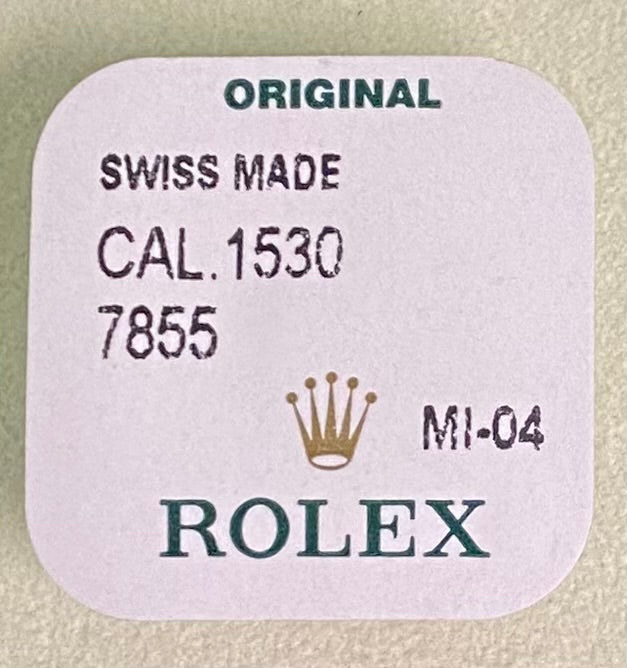 ORIGINAL
SWISS MADE
CAL.1530
7855
MI-04
ROLEX